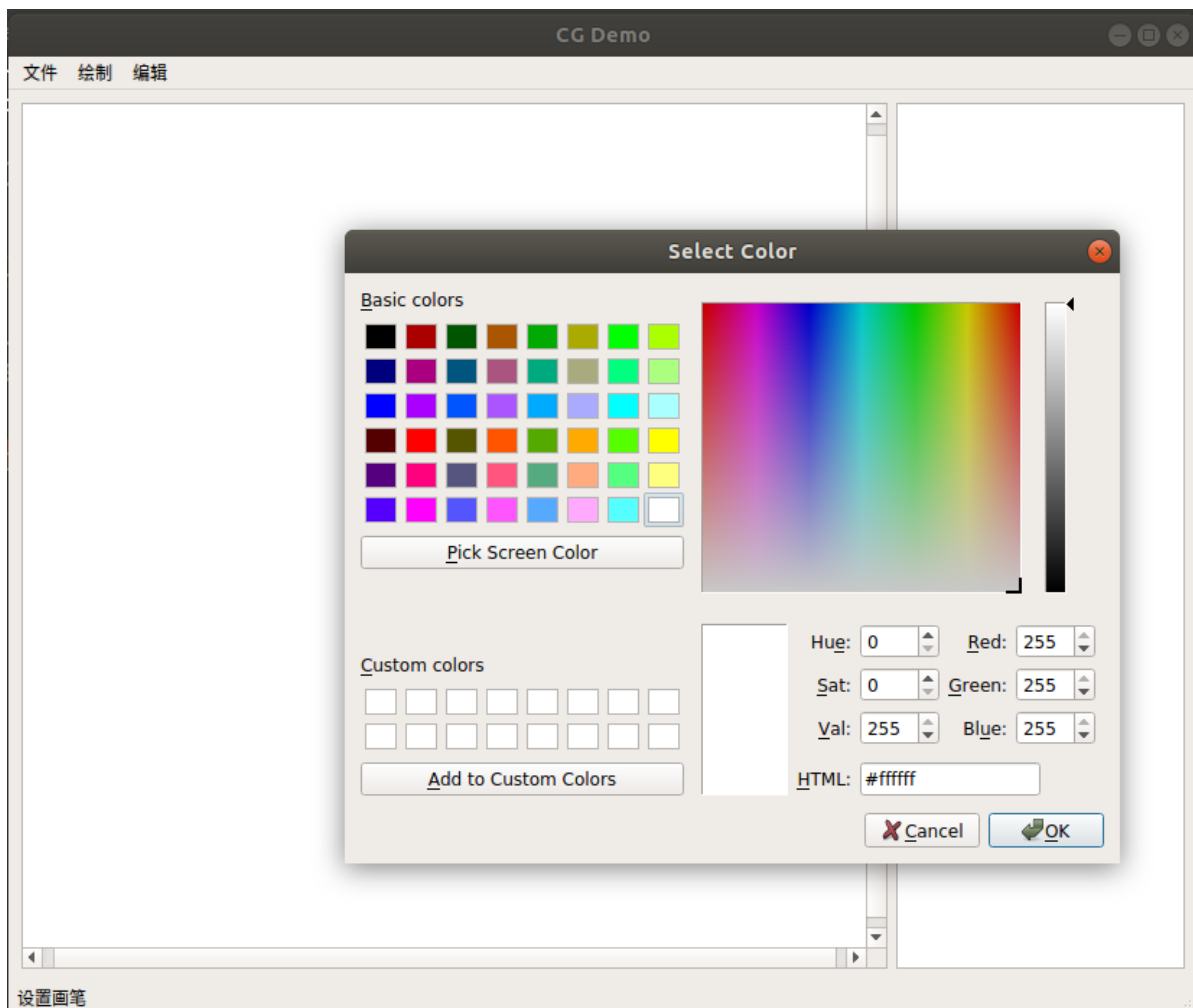 CG Demo
文件 绘制 编辑
Select Color
Basic colors
Pick Screen Color
Custom colors
Add to Custom Colors
Hue: 0 Red: 255
Sat: 0 Green: 255
Val: 255 Blue: 255
HTML: #ffffff
Cancel OK
设置画笔